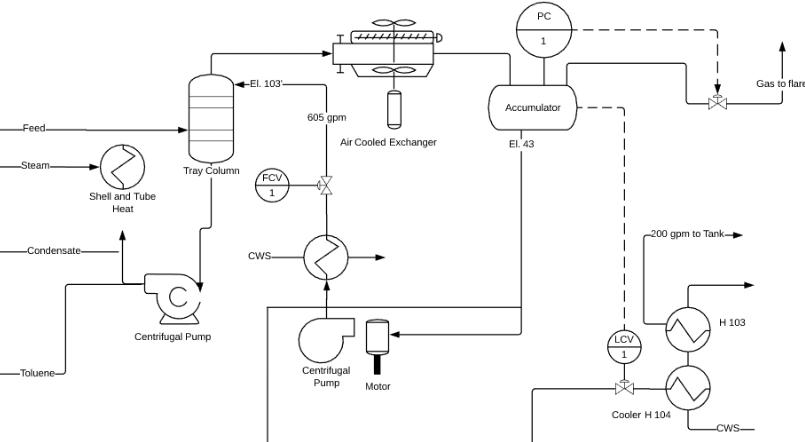 PC
1
Gas to flare
El. 103'
605 gpm
Accumulator
Feed
Air Cooled Exchanger
El. 43
Steam
Tray Column
Shell and Tube
Heat
FCV
1
200 gpm to Tank
Condensate
CWS
H 103
Centrifugal Pump
LCV
1
Centrifugal
Pump
Motor
Toluene
Cooler H 104
CWS